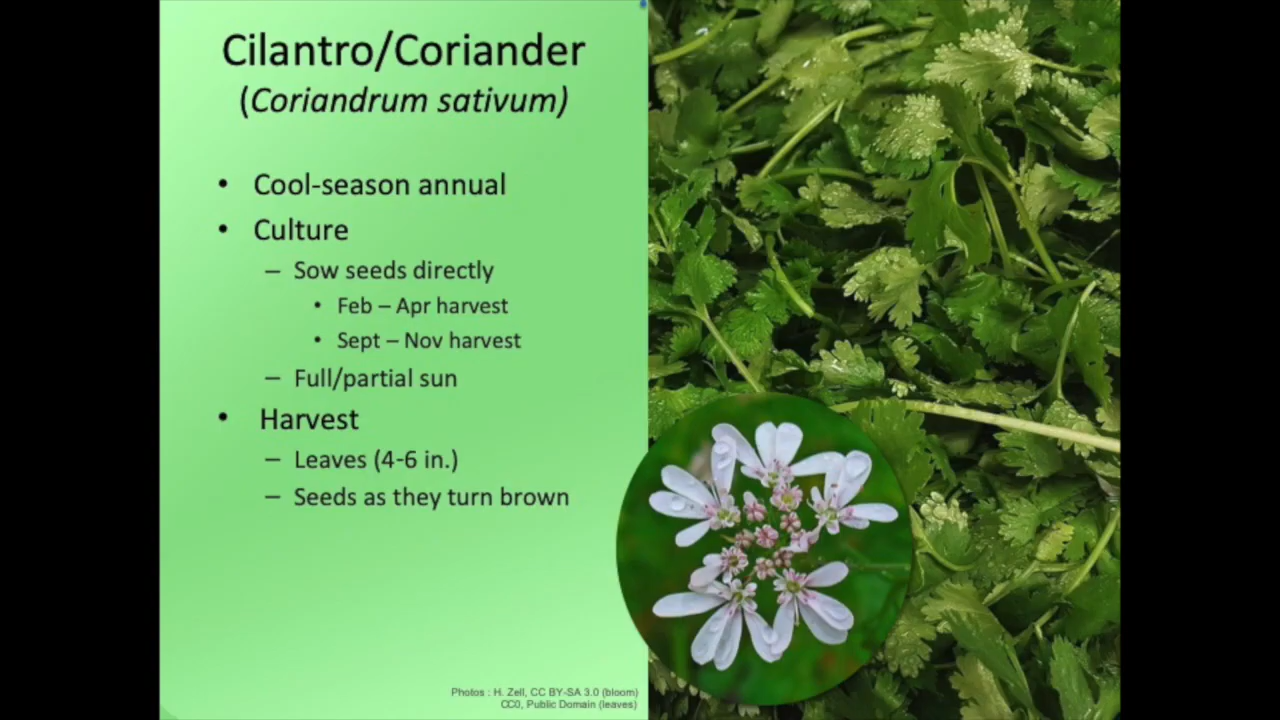 Cilantro/Coriander
(Coriandrum sativum)
• Cool-season annual
• Culture
– Sow seeds directly
• Feb – Apr harvest
• Sept – Nov harvest
– Full/partial sun
• Harvest
– Leaves (4-6 in.)
– Seeds as they turn brown
Photos : H. Zell, CC BY-SA 3.0 (bloom)
CC0, Public Domain (leaves)